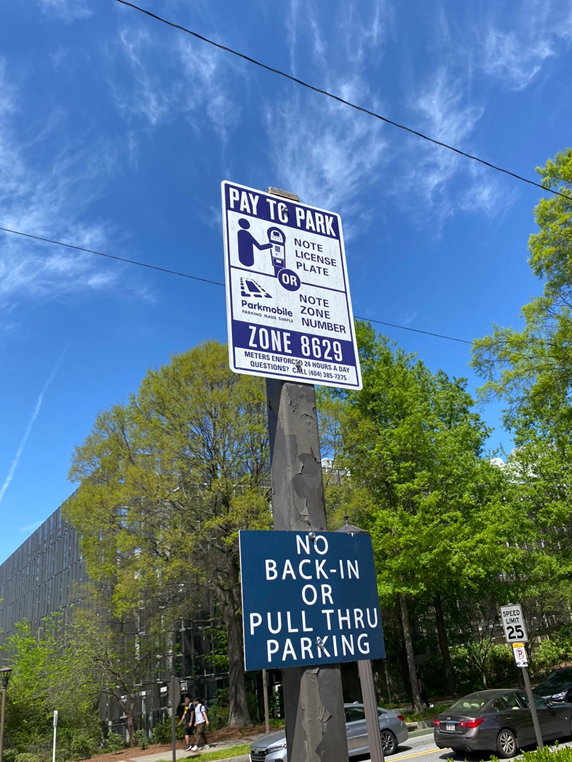 PAY TO PARK
NOTE
LICENSE
PLATE
OR
Parkmobile
PARKING MADE SIMPLE
NOTE
ZONE
NUMBER
ZONE 8629
METERS ENFORCED 24 HOURS A DAY
QUESTIONS? CALL (404) 385-7275
NO
BACK-IN
OR
PULL THRU
PARKING
SPEED
LIMIT
25